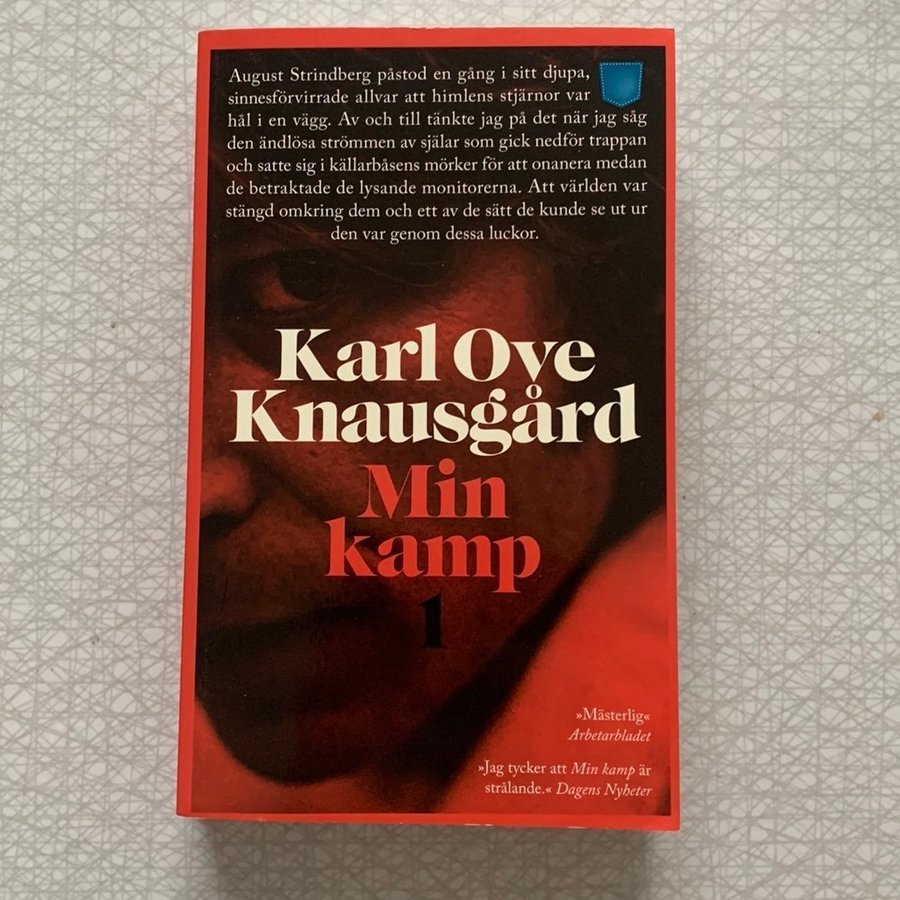 August Strindberg påstod en gång i sitt djupa,
sinnesförvirrade allvar att himlens stjärnor var
hål i en vägg. Av och till tänkte jag på det när jag såg
den ändlösa strömmen av själar som gick nedför trappan
och satte sig i källarbåsens mörker för att onanera medan
de betraktade de lysande monitorerna. Att världen var
stängd omkring dem och ett av de sätt de kunde se ut ur
den var genom dessa luckor.
Karl Ove
Knausgård
Min
kamp
1
»Mästerlig«
Arbetarbladet
»Jag tycker att Min kamp är
strålande.« Dagens Nyheter